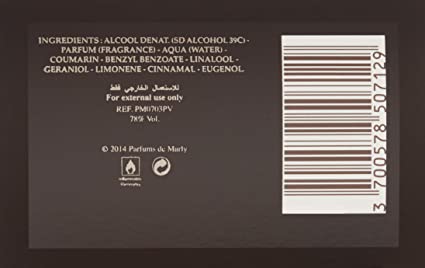 INGREDIENTS : ALCOOL DENAT. (SD ALCOHOL 39C) -
PARFUM (FRAGRANCE) - AQUA (WATER) -
COUMARIN - BENZYL BENZOATE - LINALOOL -
GERANIOL - LIMONENE - CINNAMAL - EUGENOL.
للاستعمال الخارجي فقط
For external use only
REF. PM0703PV
78% Vol.
© 2014 Parfums de Marly
3 700578 507129